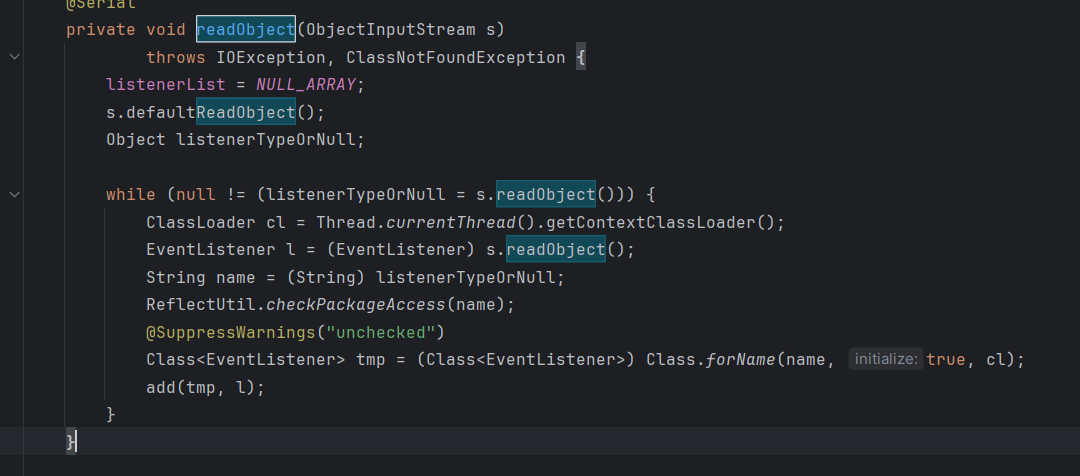 @Serial
private void readObject(ObjectInputStream s)
throws IOException, ClassNotFoundException {
listenerList = NULL_ARRAY;
s.defaultReadObject();
Object listenerTypeOrNull;
while (null != (listenerTypeOrNull = s.readObject())) {
ClassLoader cl = Thread.currentThread().getContextClassLoader();
EventListener l = (EventListener) s.readObject();
String name = (String) listenerTypeOrNull;
ReflectUtil.checkPackageAccess(name);
@SuppressWarnings("unchecked")
Class<EventListener> tmp = (Class<EventListener>) Class.forName(name, initialize: true, cl);
add(tmp, l);
}
}